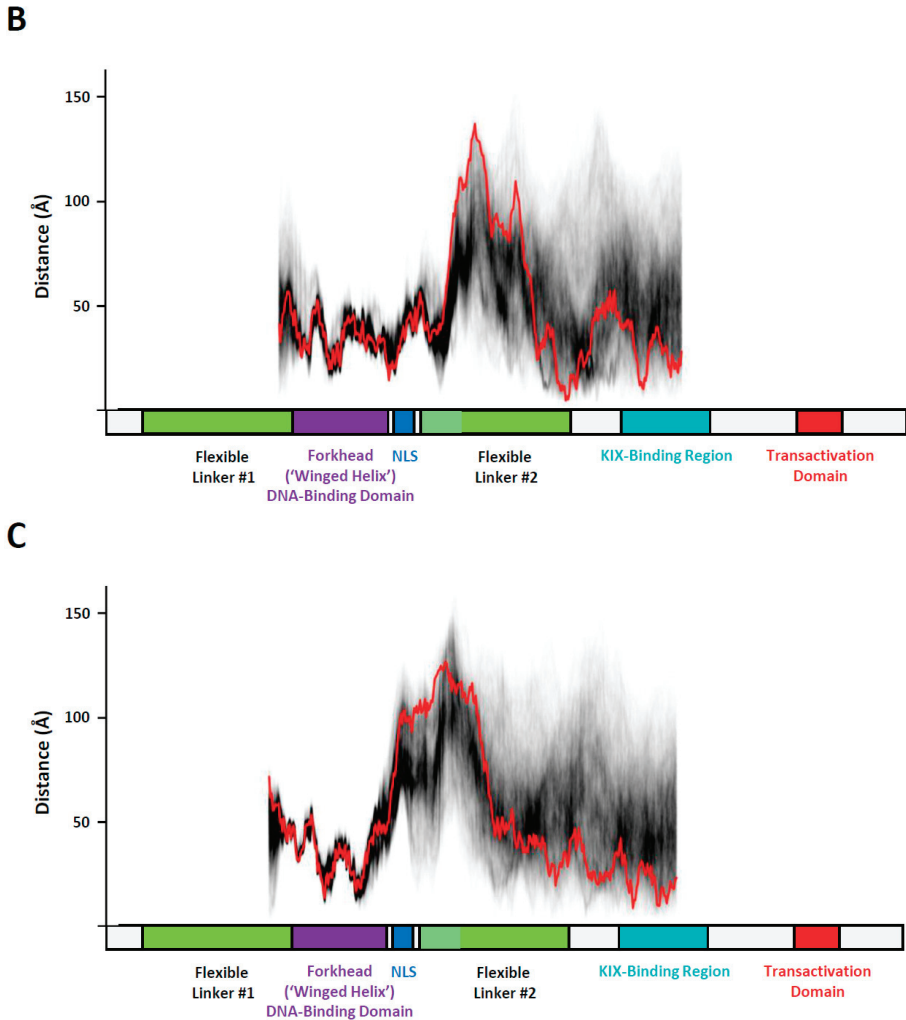 B
150
100
50
Distance (Å)
Flexible
Linker #1
Forkhead
(‘Winged Helix’)
DNA-Binding Domain
NLS
Flexible
Linker #2
KIX-Binding Region
Transactivation
Domain
C
150
100
50
Distance (Å)
Flexible
Linker #1
Forkhead
(‘Winged Helix’)
DNA-Binding Domain
NLS
Flexible
Linker #2
KIX-Binding Region
Transactivation
Domain